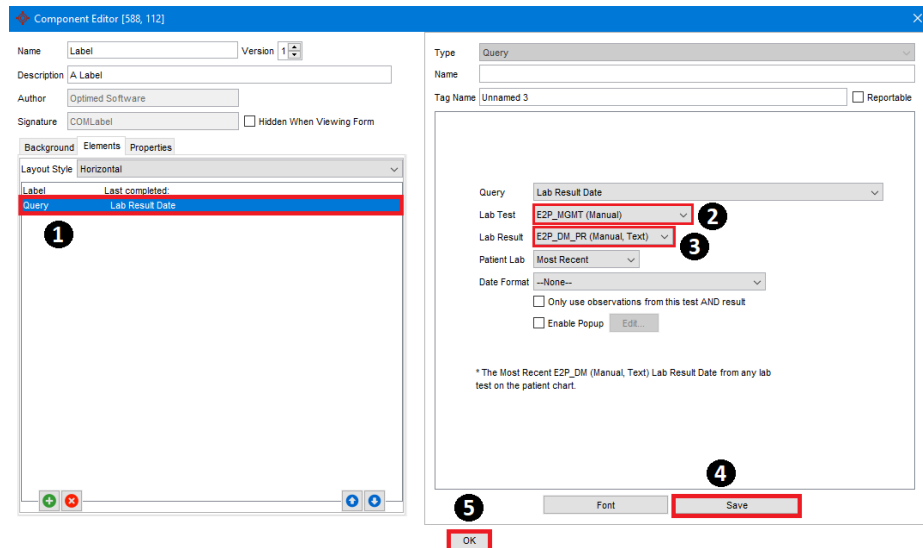 Component Editor [588, 112]
Name Label Version 1
Description A Label
Author Optimed Software
Signature COMLabel Hidden When Viewing Form
Background Elements Properties
Layout Style Horizontal
Label Last completed:
Query Lab Result Date
1
Type Query
Name
Tag Name Unnamed 3 Reportable
Query Lab Result Date
Lab Test E2P_MGMT (Manual) 2
Lab Result E2P_DM_PR (Manual, Text) 3
Patient Lab Most Recent
Date Format --None--
Only use observations from this test AND result
Enable Popup Edit...
* The Most Recent E2P_DM (Manual, Text) Lab Result Date from any lab
test on the patient chart.
4
Font Save
5
OK